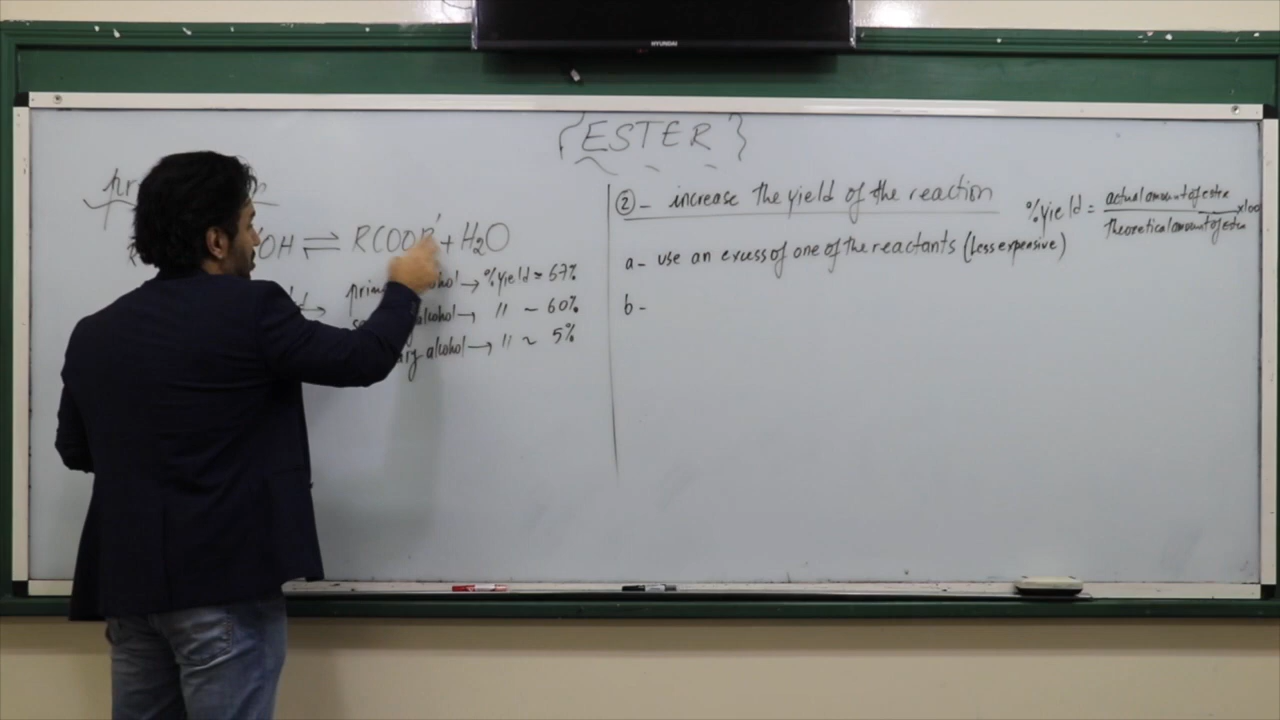 HYUNDAI
{ESTER}
OH ⇌ RCOOR' + H₂O
alcohol → % yield ≈ 67%
alcohol → // ~ 60%
ary alcohol → // ~ 5%
② - increase the yield of the reaction
% yield = actual amount of ester / Theoretical amount of ester x100
a - use an excess of one of the reactants (Less expensive)
b -